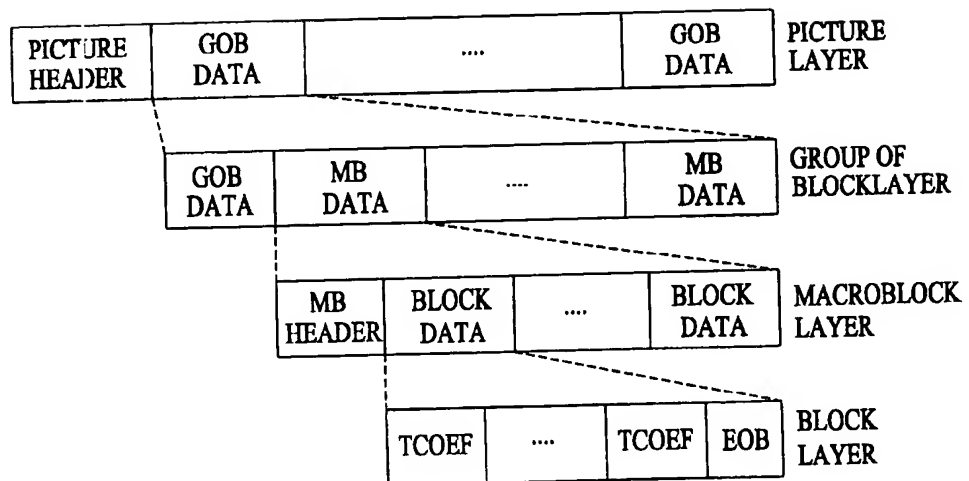 PICTURE HEADER
GOB DATA
....
GOB DATA
PICTURE LAYER
GOB DATA
MB DATA
....
MB DATA
GROUP OF BLOCKLAYER
MB HEADER
BLOCK DATA
....
BLOCK DATA
MACROBLOCK LAYER
TCOEF
....
TCOEF
EOB
BLOCK LAYER